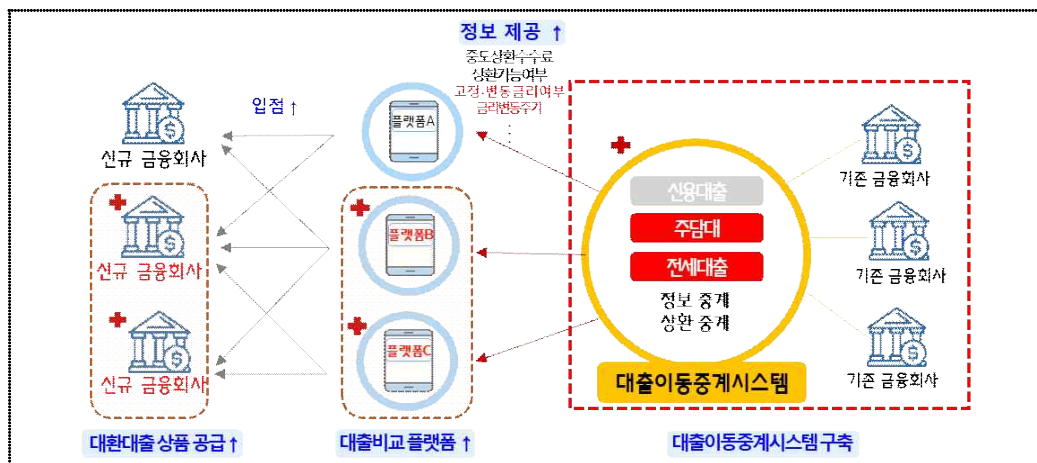 정보 제공 ↑
중도상환수수료
상환가능여부
고정·변동금리여부
금리변동주기
⋮
입점 ↑
신규 금융회사
신규 금융회사
신규 금융회사
플랫폼A
플랫폼B
플랫폼C
신용대출
주담대
전세대출
정보 중계
상환 중계
대출이동중계시스템
기존 금융회사
기존 금융회사
기존 금융회사
대환대출 상품 공급 ↑
대출비교 플랫폼 ↑
대출이동중계시스템 구축